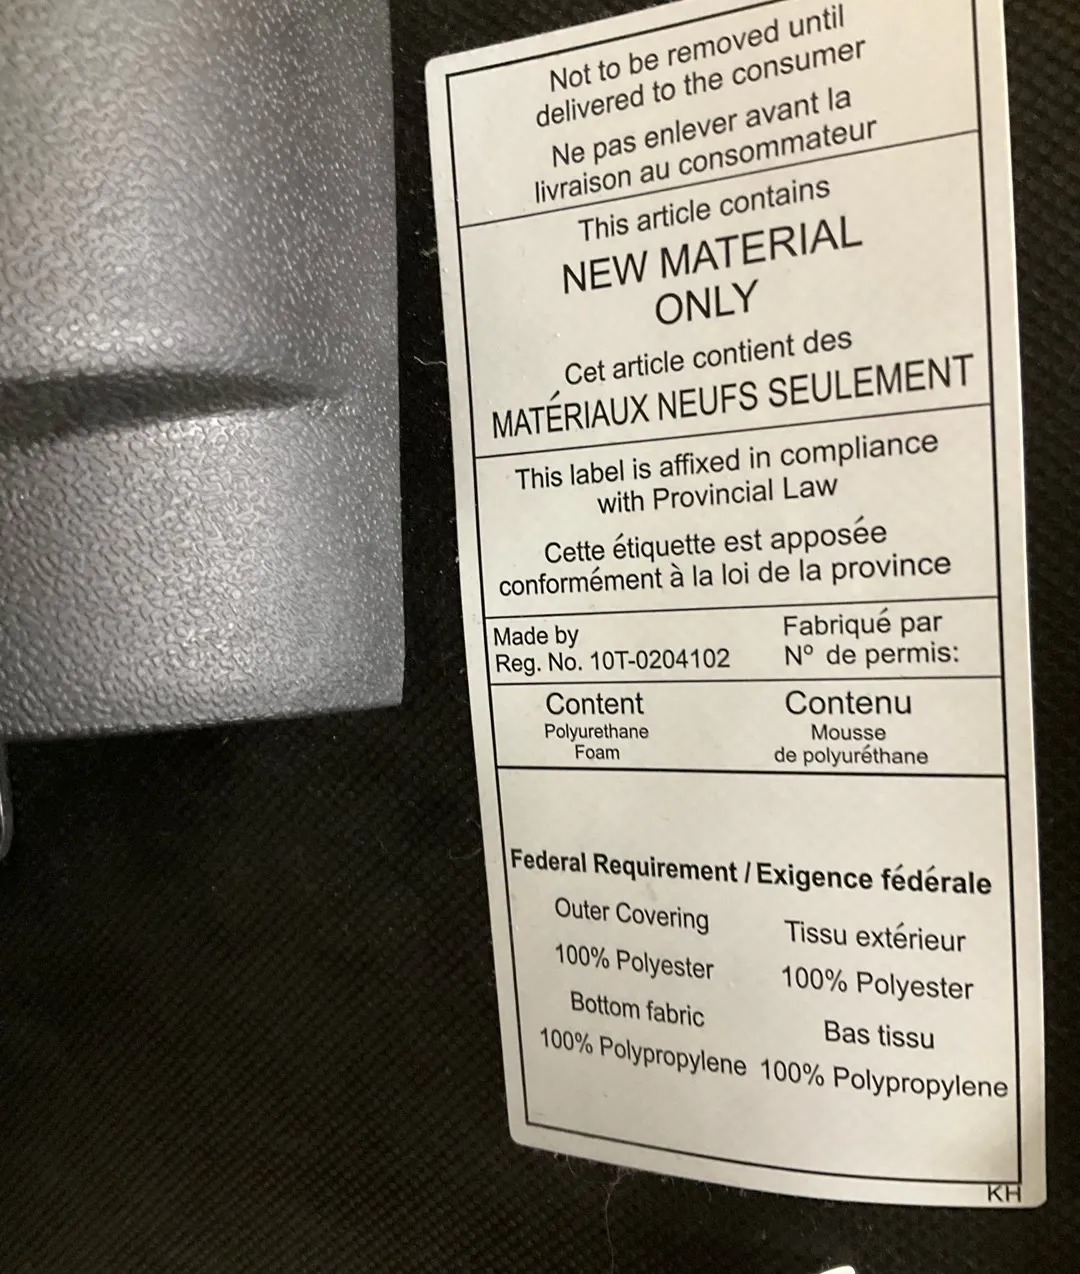 Not to be removed until
delivered to the consumer
Ne pas enlever avant la
livraison au consommateur
This article contains
NEW MATERIAL
ONLY
Cet article contient des
MATÉRIAUX NEUFS SEULEMENT
This label is affixed in compliance
with Provincial Law
Cette étiquette est apposée
conformément à la loi de la province
Made by Fabriqué par
Reg. No. 10T-0204102 Nº de permis:
Content Contenu
Polyurethane Mousse
Foam de polyuréthane
Federal Requirement / Exigence fédérale
Outer Covering Tissu extérieur
100% Polyester 100% Polyester
Bottom fabric Bas tissu
100% Polypropylene 100% Polypropylene
KH